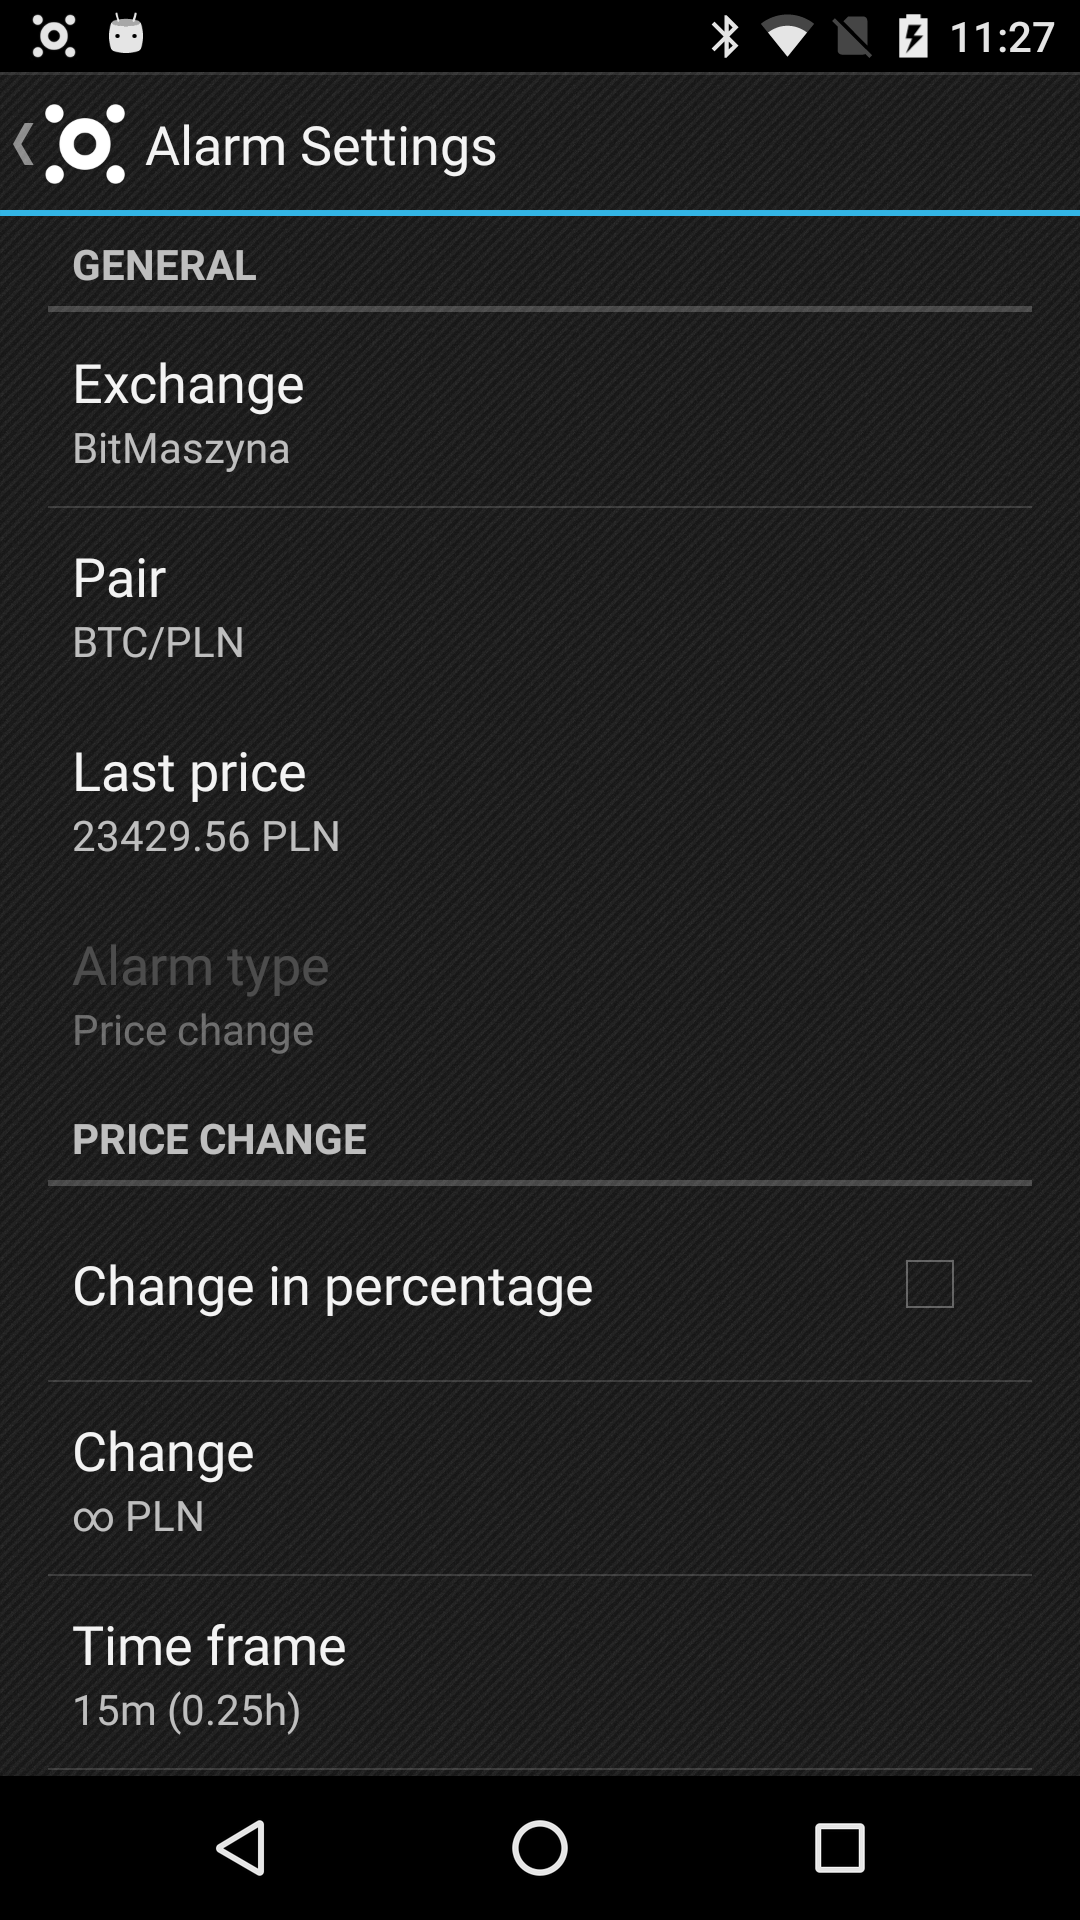 11:27
Alarm Settings
GENERAL
Exchange
BitMaszyna
Pair
BTC/PLN
Last price
23429.56 PLN
Alarm type
Price change
PRICE CHANGE
Change in percentage
Change
∞ PLN
Time frame
15m (0.25h)